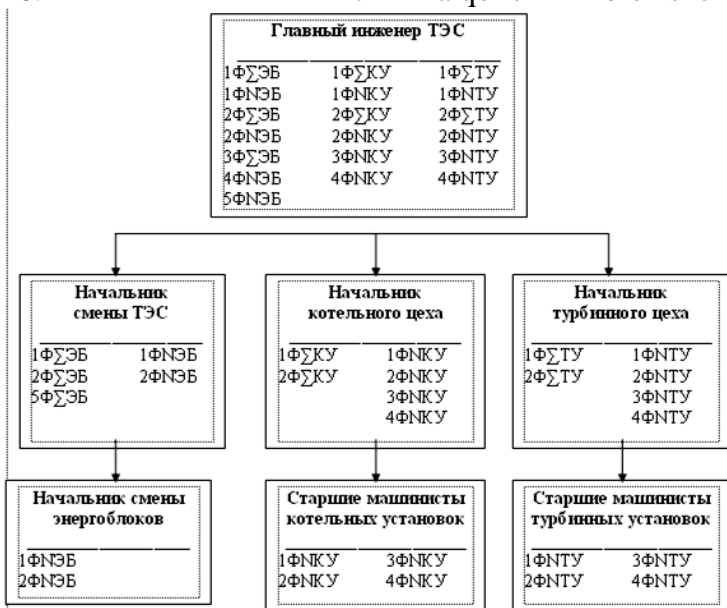 Главный инженер ТЭС
1Ф∑ЭБ 1Ф∑КУ 1Ф∑ТУ
1ФNЭБ 1ФNКУ 1ФNТУ
2Ф∑ЭБ 2Ф∑КУ 2Ф∑ТУ
2ФNЭБ 2ФNКУ 2ФNТУ
3Ф∑ЭБ 3ФNКУ 3ФNТУ
4ФNЭБ 4ФNКУ 4ФNТУ
5ФNЭБ
Начальник
смены ТЭС
1Ф∑ЭБ 1ФNЭБ
2Ф∑ЭБ 2ФNЭБ
5Ф∑ЭБ
Начальник
котельного цеха
1Ф∑КУ 1ФNКУ
2Ф∑КУ 2ФNКУ
3ФNКУ
4ФNКУ
Начальник
турбинного цеха
1Ф∑ТУ 1ФNТУ
2Ф∑ТУ 2ФNТУ
3ФNТУ
4ФNТУ
Начальник смены
энергоблоков
1ФNЭБ
2ФNЭБ
Старшие машинисты
котельных установок
1ФNКУ 3ФNКУ
2ФNКУ 4ФNКУ
Старшие машинисты
турбинных установок
1ФNТУ 3ФNТУ
2ФNТУ 4ФNТУ